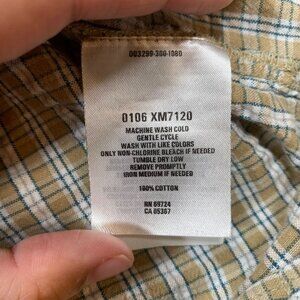 003299-300-1080
0106 XM7120
MACHINE WASH COLD
GENTLE CYCLE
WASH WITH LIKE COLORS
ONLY NON-CHLORINE BLEACH IF NEEDED
TUMBLE DRY LOW
REMOVE PROMPTLY
IRON MEDIUM IF NEEDED
100% COTTON
RN 69724
CA 05367